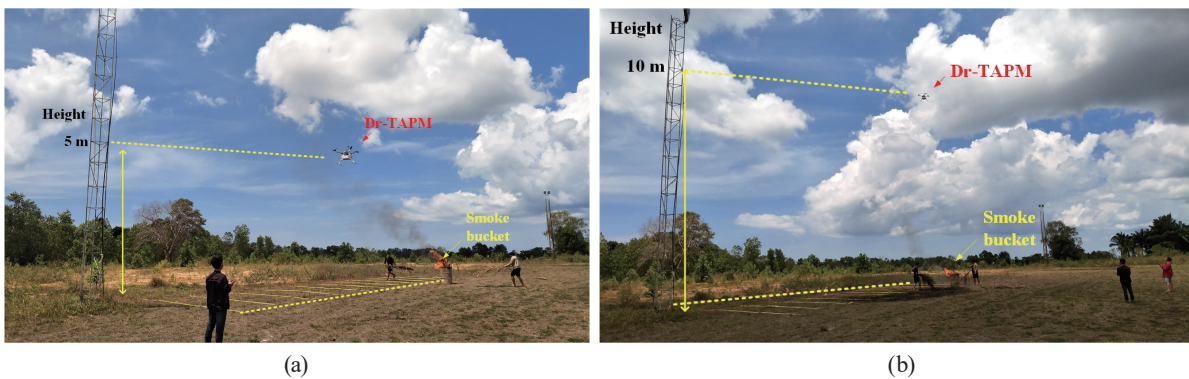 Height
5 m
Dr-TAPM
Smoke
bucket
(a)
Height
10 m
Dr-TAPM
Smoke
bucket
(b)